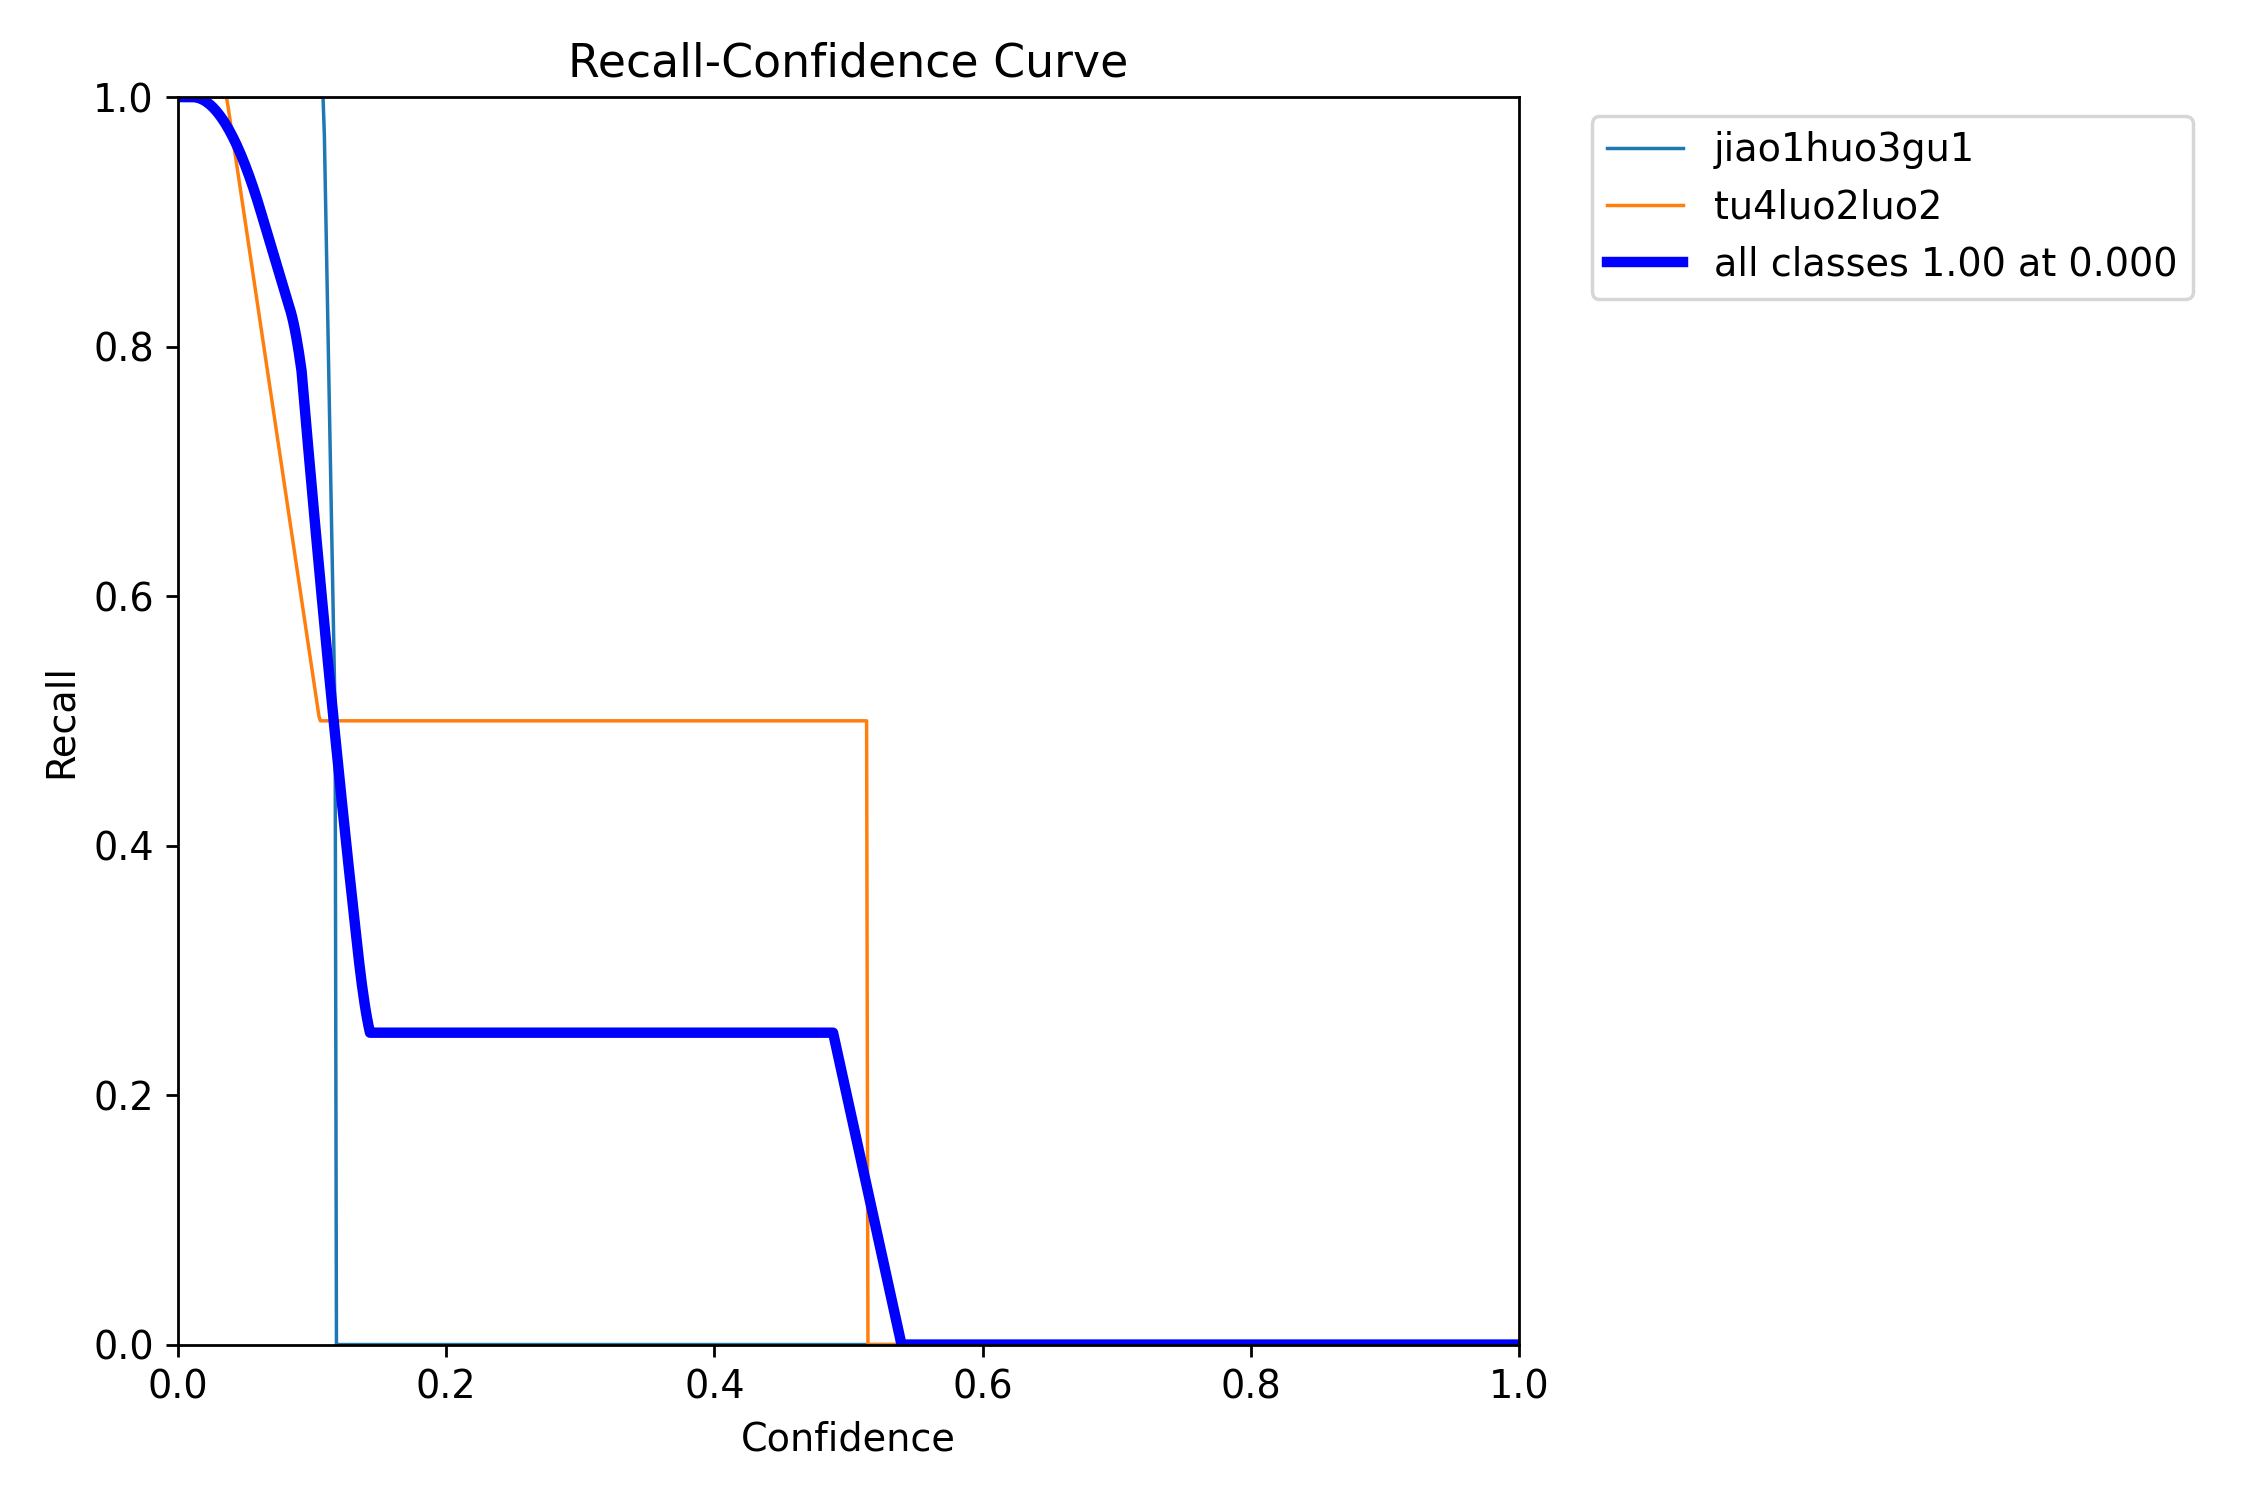 Recall-Confidence Curve
1.0
0.8
0.6
0.4
0.2
0.0
Recall
0.0 0.2 0.4 0.6 0.8 1.0
Confidence
jiao1huo3gu1
tu4luo2luo2
all classes 1.00 at 0.000